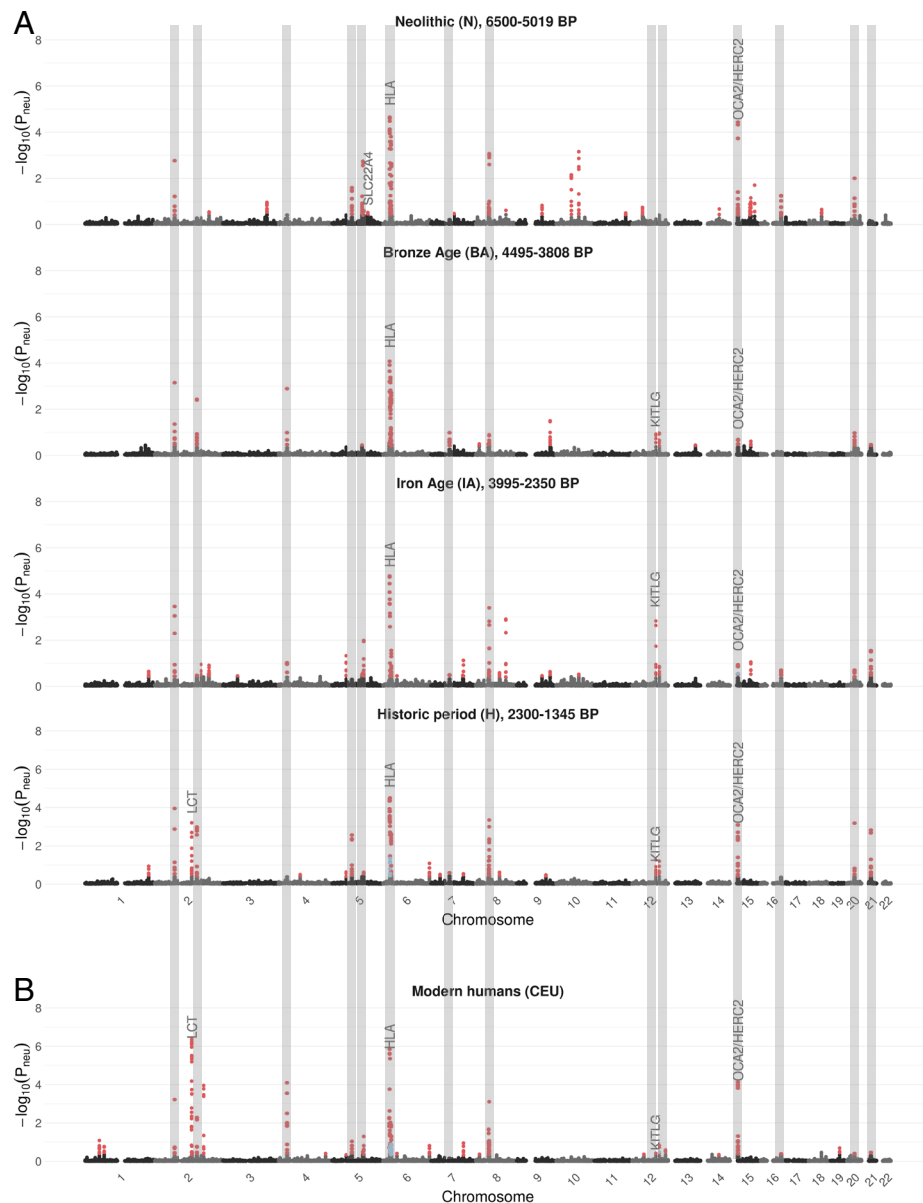 A
Neolithic (N), 6500-5019 BP
8
6
4
2
0
−log10(Pneu)
SLC22A4
HLA
OCA2/HERC2
Bronze Age (BA), 4495-3808 BP
8
6
4
2
0
−log10(Pneu)
HLA
KITLG
OCA2/HERC2
Iron Age (IA), 3995-2350 BP
8
6
4
2
0
−log10(Pneu)
HLA
KITLG
OCA2/HERC2
Historic period (H), 2300-1345 BP
8
6
4
2
0
−log10(Pneu)
LCT
HLA
KITLG
OCA2/HERC2
1 2 3 4 5 6 7 8 9 10 11 12 13 14 15 16 17 18 19 20 21 22
Chromosome
B
Modern humans (CEU)
8
6
4
2
0
−log10(Pneu)
LCT
HLA
KITLG
OCA2/HERC2
1 2 3 4 5 6 7 8 9 10 11 12 13 14 15 16 17 18 19 20 21 22
Chromosome